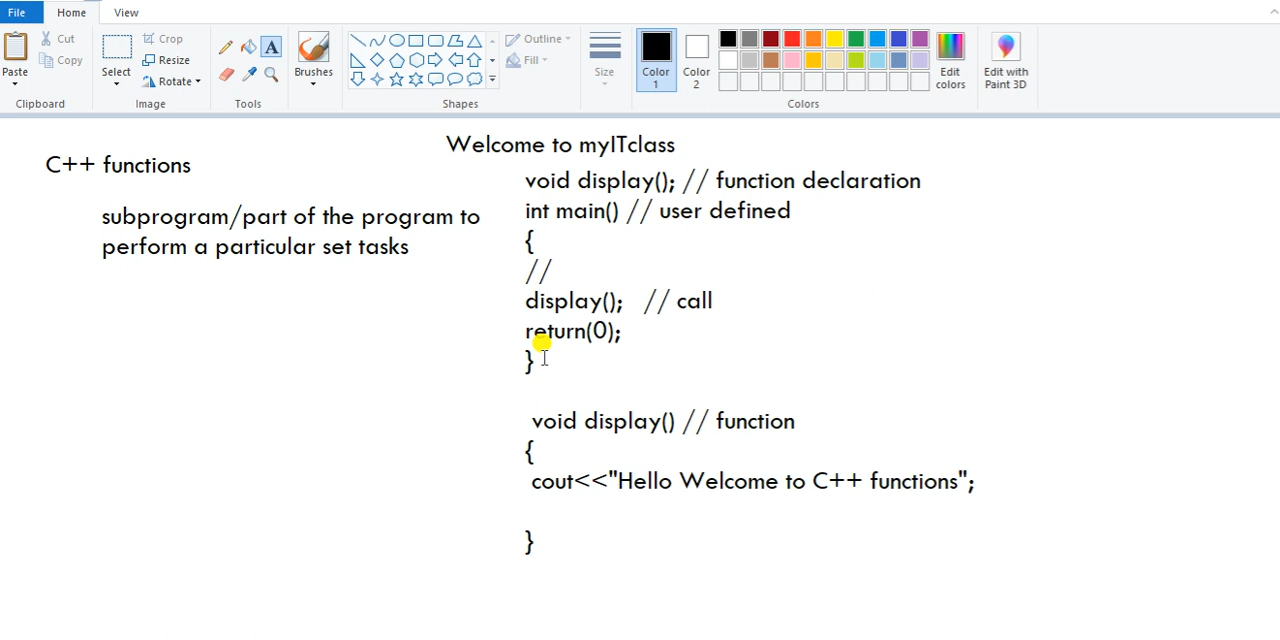 File Home View
Paste Cut Copy Select Crop Resize Rotate A Brushes Outline Fill Size Color 1 Color 2 Edit colors Edit with Paint 3D
Clipboard Image Tools Shapes Colors
Welcome to myITclass
C++ functions
subprogram/part of the program to
perform a particular set tasks
void display(); // function declaration
int main() // user defined
{
//
display(); // call
return(0);
}
void display() // function
{
cout<<"Hello Welcome to C++ functions";
}